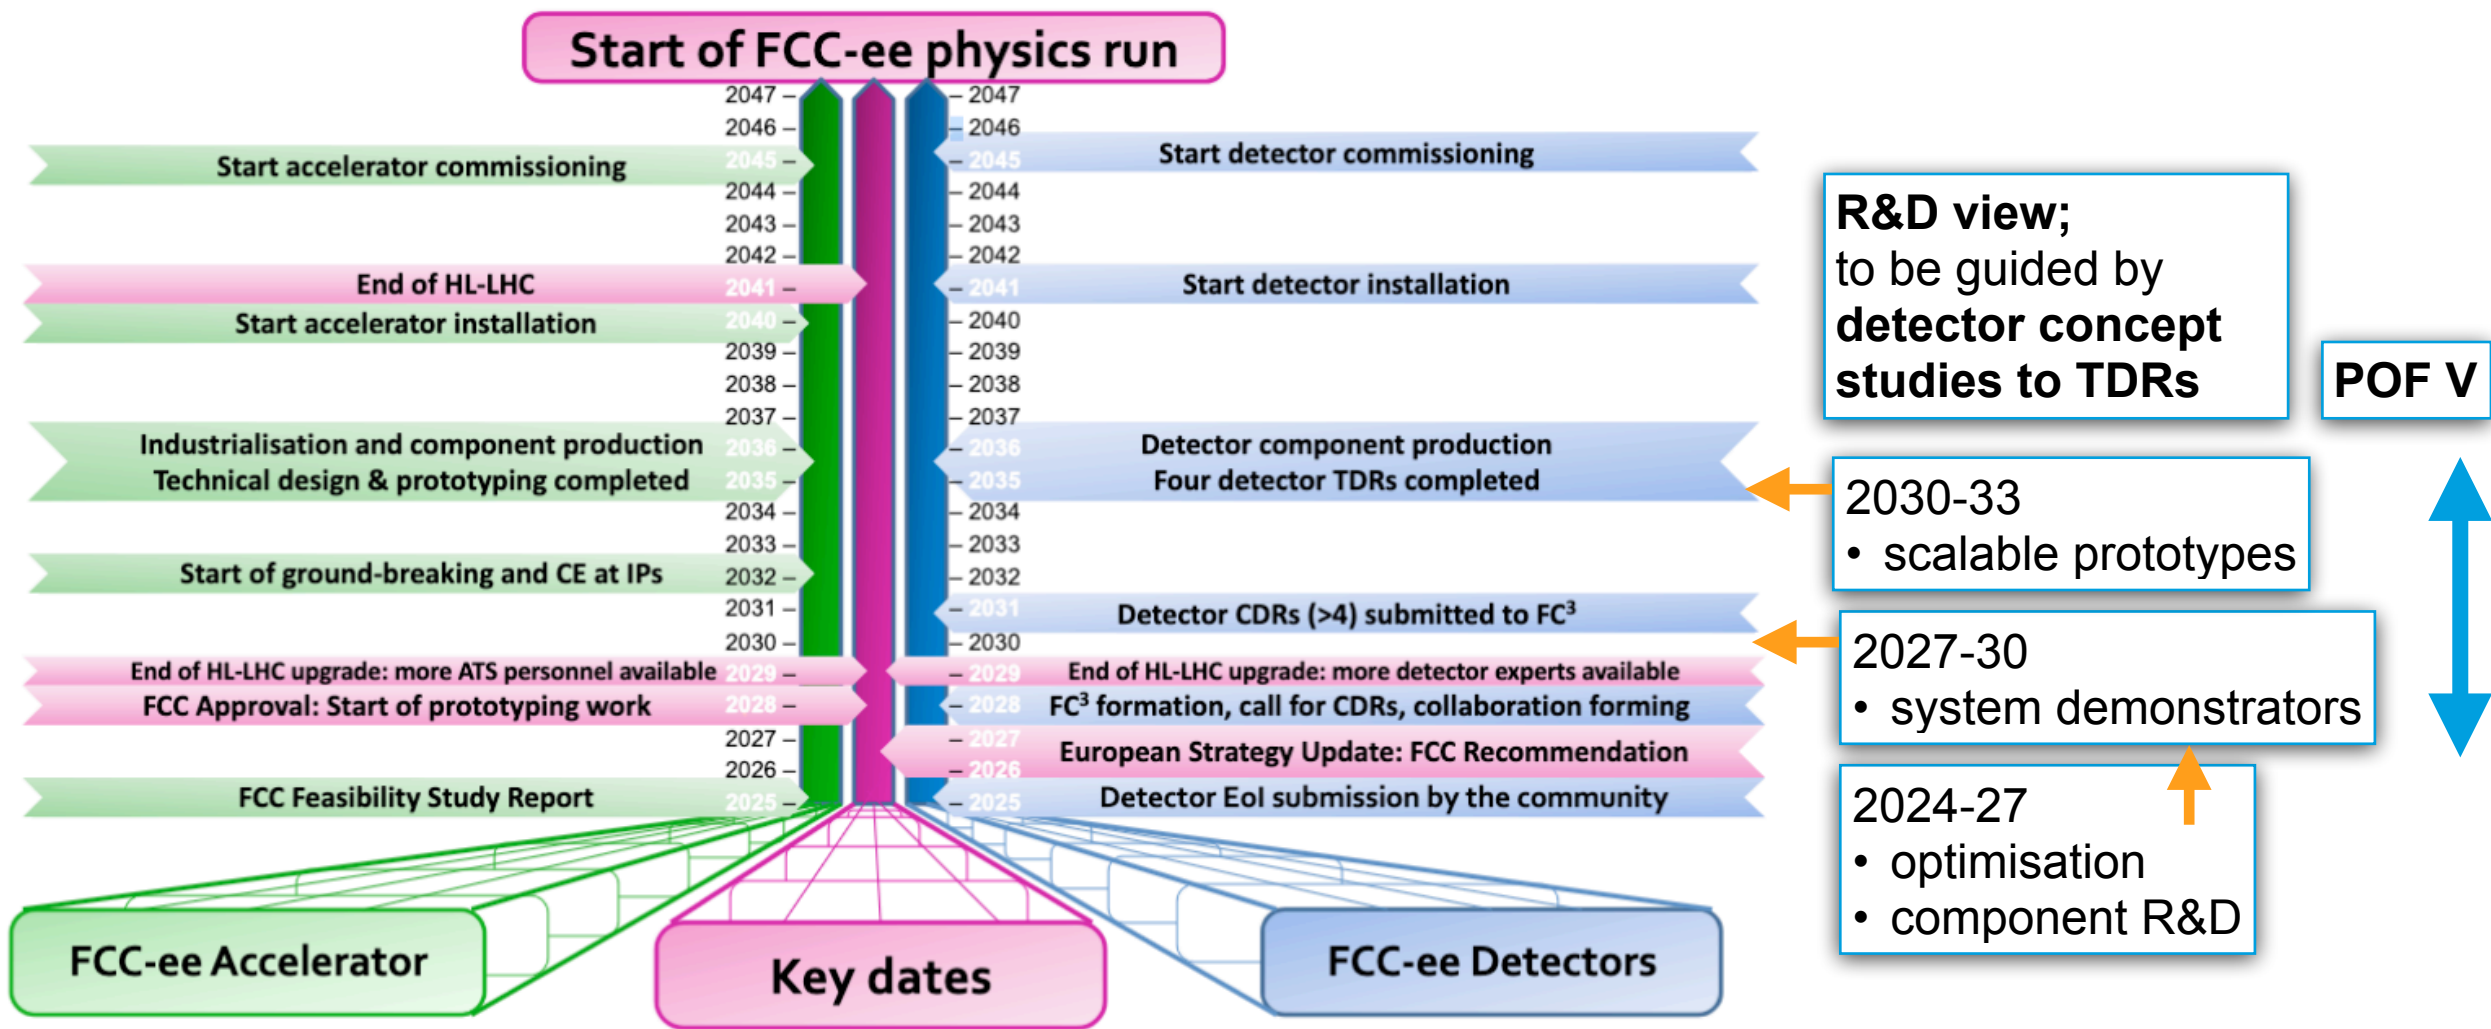 Start of FCC-ee physics run
2047
2046
2045
2044
2043
2042
2041
2040
2039
2038
2037
2036
2035
2034
2033
2032
2031
2030
2029
2028
2027
2026
2025
2047
2046
2045
2044
2043
2042
2041
2040
2039
2038
2037
2036
2035
2034
2033
2032
2031
2030
2029
2028
2027
2026
2025
Start accelerator commissioning
End of HL-LHC
Start accelerator installation
Industrialisation and component production
Technical design & prototyping completed
Start of ground-breaking and CE at IPs
End of HL-LHC upgrade: more ATS personnel available
FCC Approval: Start of prototyping work
FCC Feasibility Study Report
Start detector commissioning
Start detector installation
Detector component production
Four detector TDRs completed
Detector CDRs (>4) submitted to FC³
End of HL-LHC upgrade: more detector experts available
FC³ formation, call for CDRs, collaboration forming
European Strategy Update: FCC Recommendation
Detector EoI submission by the community
FCC-ee Accelerator
Key dates
FCC-ee Detectors
R&D view;
to be guided by
detector concept
studies to TDRs
POF V
2030-33
• scalable prototypes
2027-30
• system demonstrators
2024-27
• optimisation
• component R&D